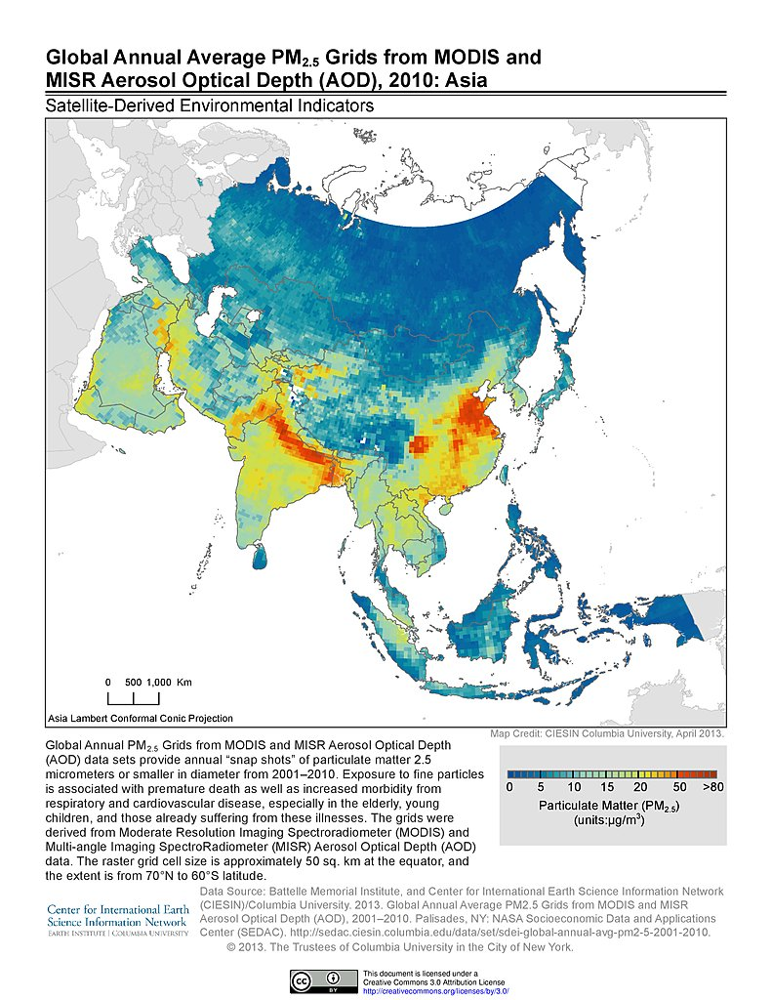 Global Annual Average PM2.5 Grids from MODIS and
MISR Aerosol Optical Depth (AOD), 2010: Asia
Satellite-Derived Environmental Indicators
0 500 1,000 Km
Asia Lambert Conformal Conic Projection
Map Credit: CIESIN Columbia University, April 2013.
Global Annual PM2.5 Grids from MODIS and MISR Aerosol Optical Depth
(AOD) data sets provide annual “snap shots” of particulate matter 2.5
micrometers or smaller in diameter from 2001–2010. Exposure to fine particles
is associated with premature death as well as increased morbidity from
respiratory and cardiovascular disease, especially in the elderly, young
children, and those already suffering from these illnesses. The grids were
derived from Moderate Resolution Imaging Spectroradiometer (MODIS) and
Multi-angle Imaging SpectroRadiometer (MISR) Aerosol Optical Depth (AOD)
data. The raster grid cell size is approximately 50 sq. km at the equator, and
the extent is from 70°N to 60°S latitude.
0 5 10 15 20 50 >80
Particulate Matter (PM2.5)
(units:µg/m3)
Center for International Earth
Science Information Network
EARTH INSTITUTE | COLUMBIA UNIVERSITY
Data Source: Battelle Memorial Institute, and Center for International Earth Science Information Network
(CIESIN)/Columbia University. 2013. Global Annual Average PM2.5 Grids from MODIS and MISR
Aerosol Optical Depth (AOD), 2001–2010. Palisades, NY: NASA Socioeconomic Data and Applications
Center (SEDAC). http://sedac.ciesin.columbia.edu/data/set/sdei-global-annual-avg-pm2-5-2001-2010.
© 2013. The Trustees of Columbia University in the City of New York.
cc BY
This document is licensed under a
Creative Commons 3.0 Attribution License
http://creativecommons.org/licenses/by/3.0/